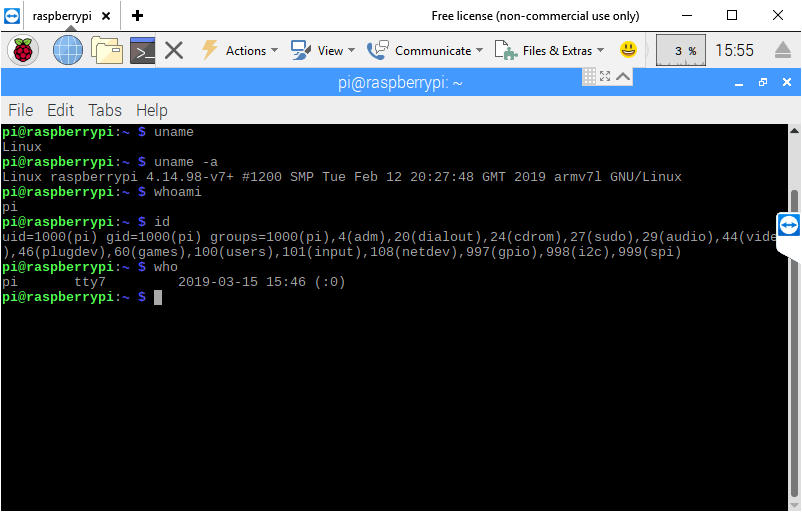 raspberrypi
Free license (non-commercial use only)
Actions View Communicate Files & Extras 3 % 15:55
pi@raspberrypi: ~
File Edit Tabs Help
pi@raspberrypi:~ $ uname
Linux
pi@raspberrypi:~ $ uname -a
Linux raspberrypi 4.14.98-v7+ #1200 SMP Tue Feb 12 20:27:48 GMT 2019 armv7l GNU/Linux
pi@raspberrypi:~ $ whoami
pi
pi@raspberrypi:~ $ id
uid=1000(pi) gid=1000(pi) groups=1000(pi),4(adm),20(dialout),24(cdrom),27(sudo),29(audio),44(vide
),46(plugdev),60(games),100(users),101(input),108(netdev),997(gpio),998(i2c),999(spi)
pi@raspberrypi:~ $ who
pi       tty7         2019-03-15 15:46 (:0)
pi@raspberrypi:~ $